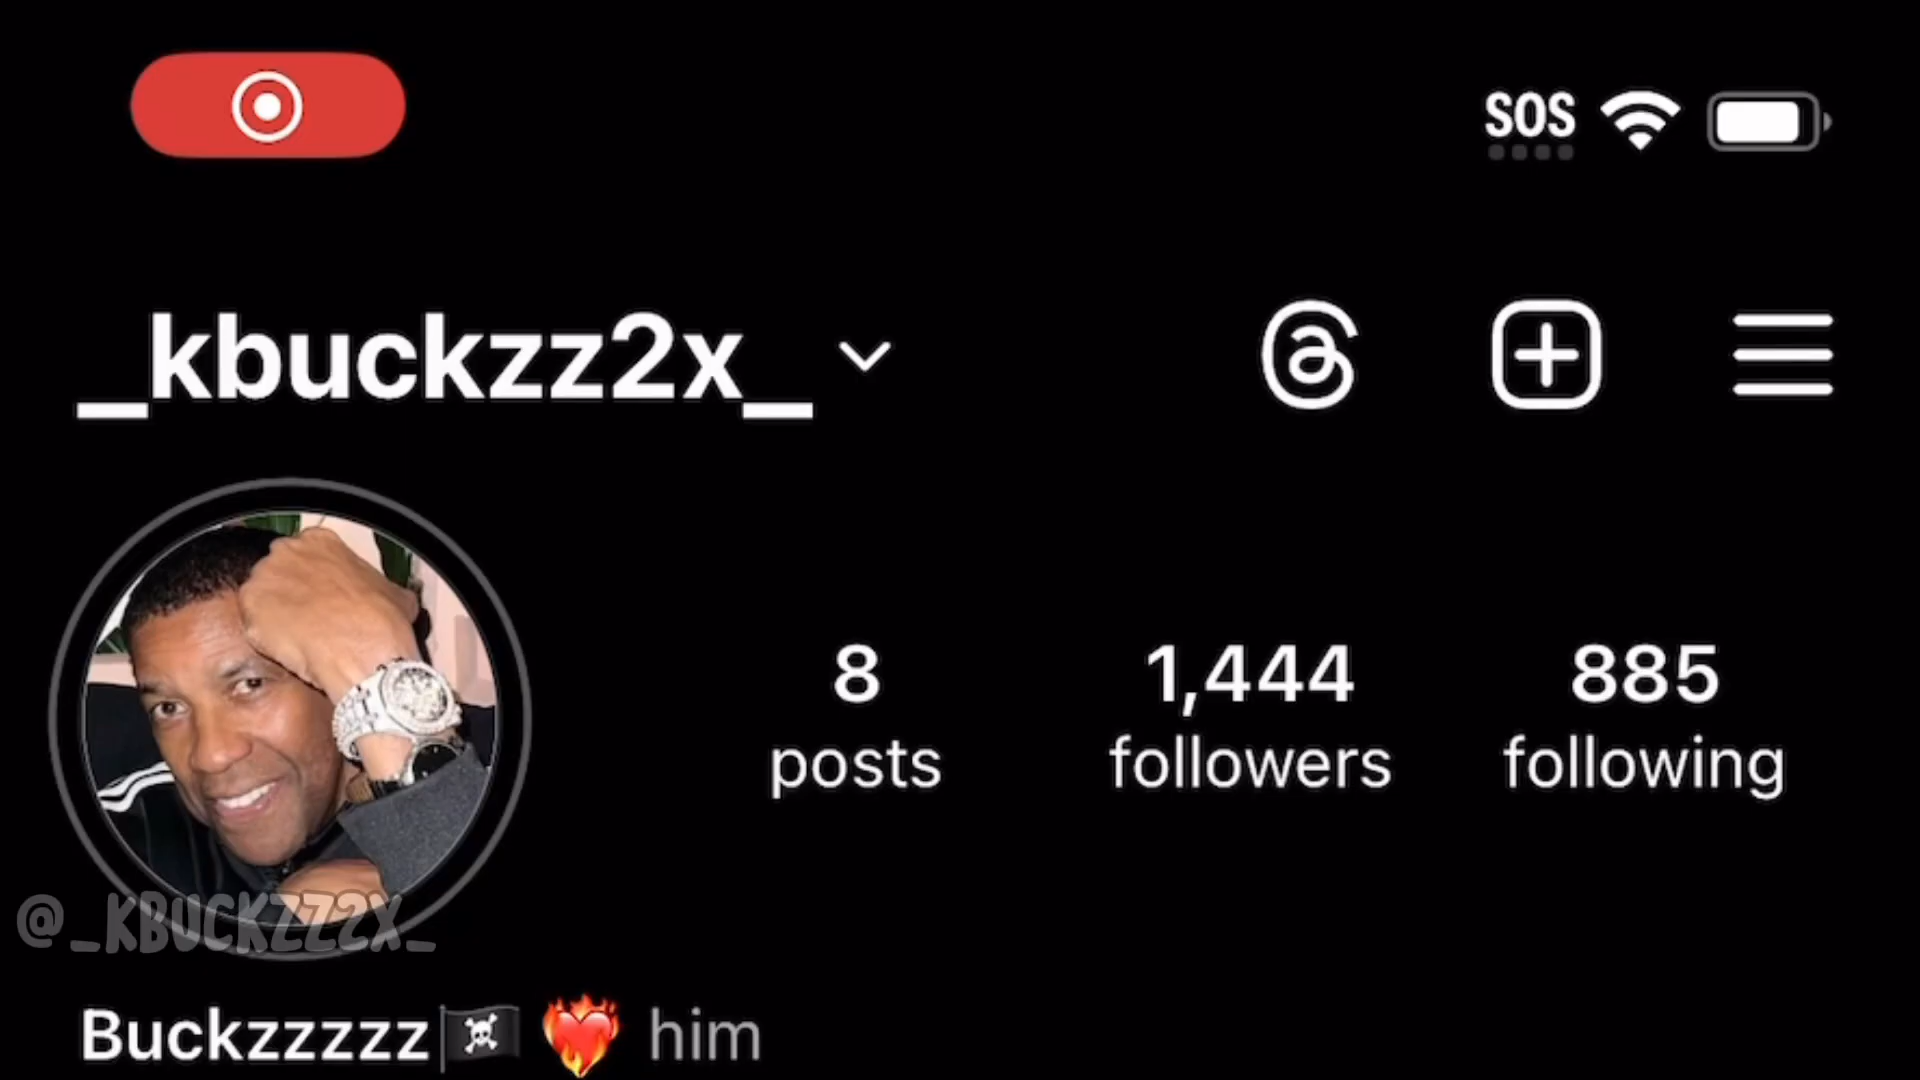 SOS
_kbuckzz2x_
8 posts
1,444 followers
885 following
@_KBUCKZZ2X_
Buckzzzzz🏴‍☠️❤️‍🔥 him